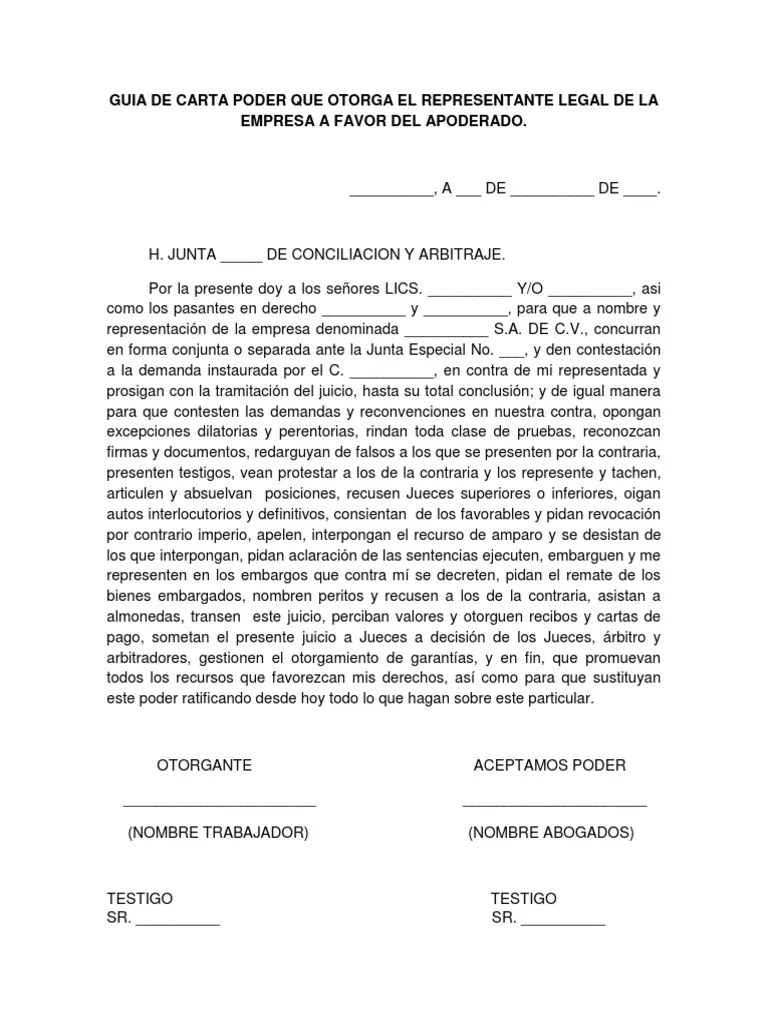 GUIA DE CARTA PODER QUE OTORGA EL REPRESENTANTE LEGAL DE LA
EMPRESA A FAVOR DEL APODERADO.
__________, A ___ DE __________ DE ____.
H. JUNTA _____ DE CONCILIACION Y ARBITRAJE.
Por la presente doy a los señores LICS. __________ Y/O __________, asi
como los pasantes en derecho __________ y __________, para que a nombre y
representación de la empresa denominada __________ S.A. DE C.V., concurran
en forma conjunta o separada ante la Junta Especial No. ___, y den contestación
a la demanda instaurada por el C. __________, en contra de mi representada y
prosigan con la tramitación del juicio, hasta su total conclusión; y de igual manera
para que contesten las demandas y reconvenciones en nuestra contra, opongan
excepciones dilatorias y perentorias, rindan toda clase de pruebas, reconozcan
firmas y documentos, redarguyan de falsos a los que se presenten por la contraria,
presenten testigos, vean protestar a los de la contraria y los represente y tachen,
articulen y absuelvan posiciones, recusen Jueces superiores o inferiores, oigan
autos interlocutorios y definitivos, consientan de los favorables y pidan revocación
por contrario imperio, apelen, interpongan el recurso de amparo y se desistan de
los que interpongan, pidan aclaración de las sentencias ejecuten, embarguen y me
representen en los embargos que contra mí se decreten, pidan el remate de los
bienes embargados, nombren peritos y recusen a los de la contraria, asistan a
almonedas, transen este juicio, perciban valores y otorguen recibos y cartas de
pago, sometan el presente juicio a Jueces a decisión de los Jueces, árbitro y
arbitradores, gestionen el otorgamiento de garantías, y en fin, que promuevan
todos los recursos que favorezcan mis derechos, así como para que sustituyan
este poder ratificando desde hoy todo lo que hagan sobre este particular.
OTORGANTE ACEPTAMOS PODER
_______________________ ______________________
(NOMBRE TRABAJADOR) (NOMBRE ABOGADOS)
TESTIGO TESTIGO
SR. __________ SR. __________